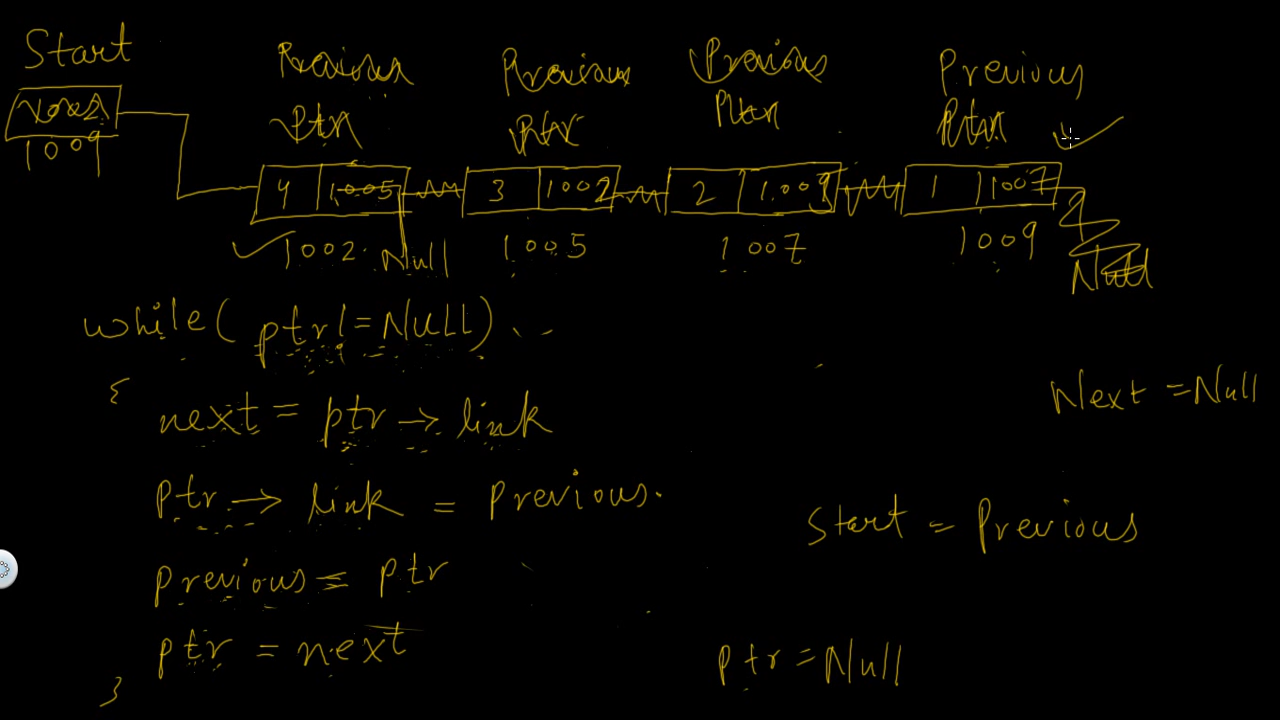 Start
Previous Previous Previous Previous
Ptr Ptr Ptr Ptr
1002
1009
4 1005 3 1002 2 1009 1 1007
1002 Null 1005 1007 1009
Null
while( ptr!=Null)
{
next = ptr → link
Next = Null
ptr → link = Previous.
Start = Previous
previous = ptr
ptr = next
ptr = Null
}